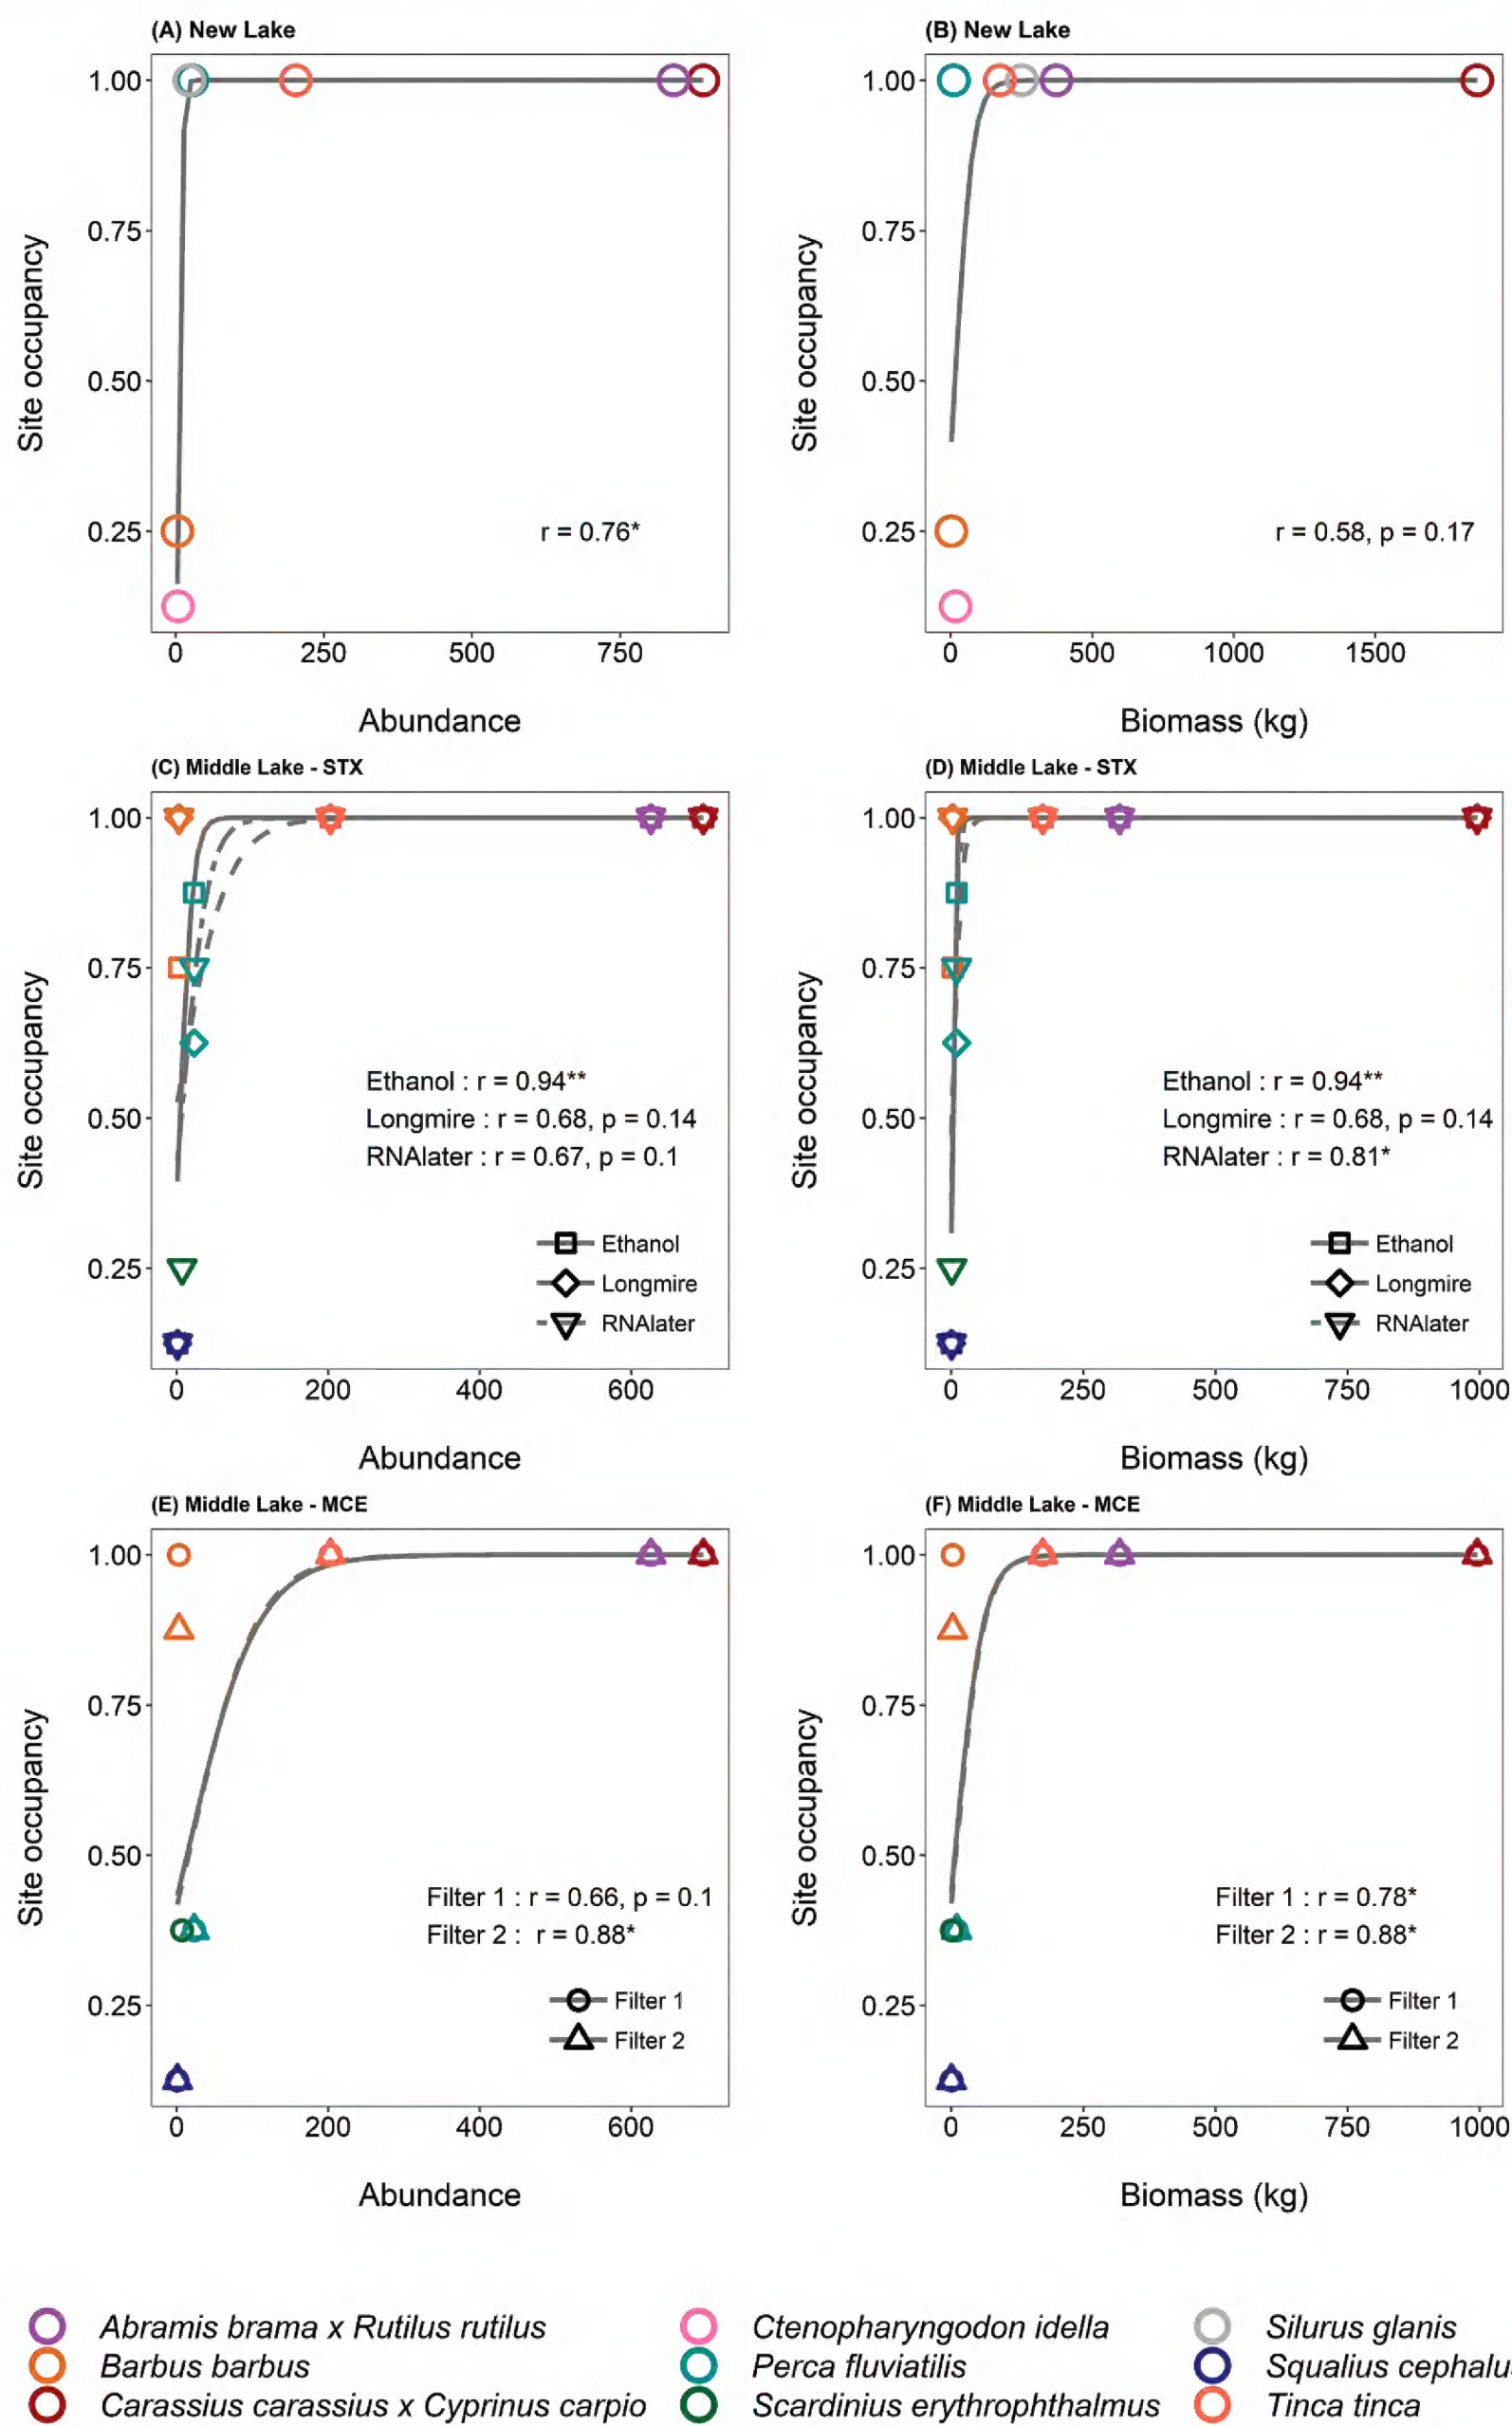 (A) New Lake
1.00
0.75
0.50
0.25
Site occupancy
r = 0.76*
0 250 500 750
Abundance
(B) New Lake
1.00
0.75
0.50
0.25
Site occupancy
r = 0.58, p = 0.17
0 500 1000 1500
Biomass (kg)
(C) Middle Lake - STX
1.00
0.75
0.50
0.25
Site occupancy
Ethanol : r = 0.94**
Longmire : r = 0.68, p = 0.14
RNAlater : r = 0.67, p = 0.1
Ethanol
Longmire
RNAlater
0 200 400 600
Abundance
(D) Middle Lake - STX
1.00
0.75
0.50
0.25
Site occupancy
Ethanol : r = 0.94**
Longmire : r = 0.68, p = 0.14
RNAlater : r = 0.81*
Ethanol
Longmire
RNAlater
0 250 500 750 1000
Biomass (kg)
(E) Middle Lake - MCE
1.00
0.75
0.50
0.25
Site occupancy
Filter 1 : r = 0.66, p = 0.1
Filter 2 : r = 0.88*
Filter 1
Filter 2
0 200 400 600
Abundance
(F) Middle Lake - MCE
1.00
0.75
0.50
0.25
Site occupancy
Filter 1 : r = 0.78*
Filter 2 : r = 0.88*
Filter 1
Filter 2
0 250 500 750 1000
Biomass (kg)
Abramis brama x Rutilus rutilus
Barbus barbus
Carassius carassius x Cyprinus carpio
Ctenopharyngodon idella
Perca fluviatilis
Scardinius erythrophthalmus
Silurus glanis
Squalius cephalu
Tinca tinca